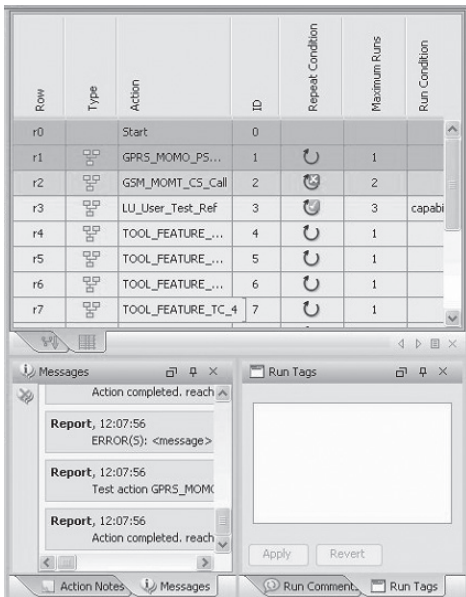 Row Type Action ID Repeat Condition Maximum Runs Run Condition
r0 Start 0
r1 GPRS_MOMO_PS... 1 1
r2 GSM_MOMT_CS_Call 2 2
r3 LU_User_Test_Ref 3 3 capabi
r4 TOOL_FEATURE_... 4 1
r5 TOOL_FEATURE_... 5 1
r6 TOOL_FEATURE_... 6 1
r7 TOOL_FEATURE_TC_4 7 1
Messages
Action completed. reach
Report, 12:07:56
ERROR(S): <message>
Report, 12:07:56
Test action GPRS_MOMO
Report, 12:07:56
Action completed. reach
Action Notes Messages
Run Tags
Apply Revert
Run Comment. Run Tags